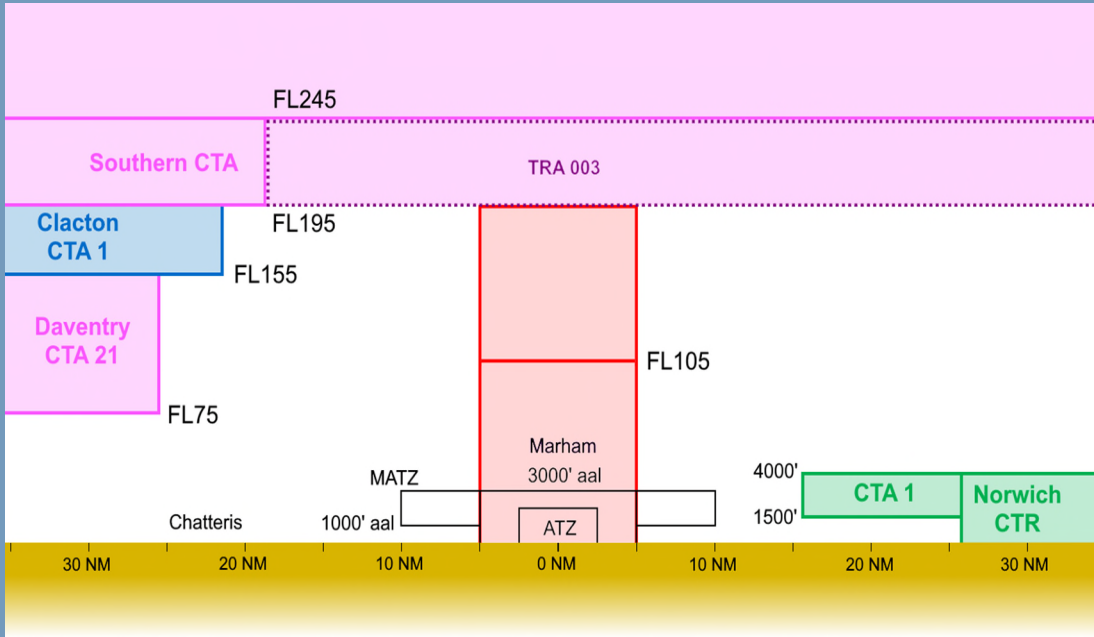 FL245
Southern CTA
TRA 003
Clacton
CTA 1
FL195
FL155
Daventry
CTA 21
FL105
FL75
Marham
3000' aal
MATZ
4000'
CTA 1
Norwich
CTR
1500'
Chatteris
1000' aal
ATZ
30 NM
20 NM
10 NM
0 NM
10 NM
20 NM
30 NM